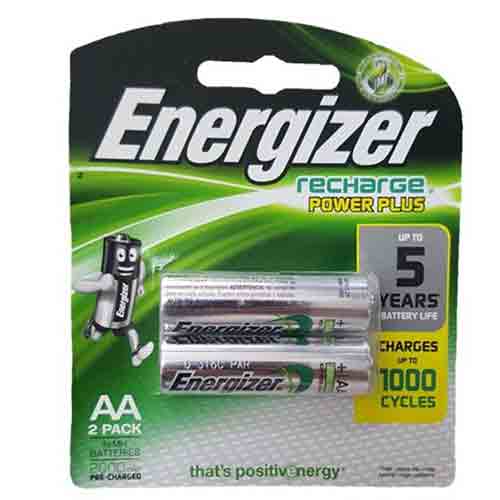 Energizer
recharge
POWER PLUS
UP TO
5
YEARS
BATTERY LIFE
CHARGES
UP TO
1000
CYCLES
Energizer
Energizer
Energizer
AA
2 PACK
NiMH
BATTERIES
2000
PRE-CHARGED
that's positivenergy